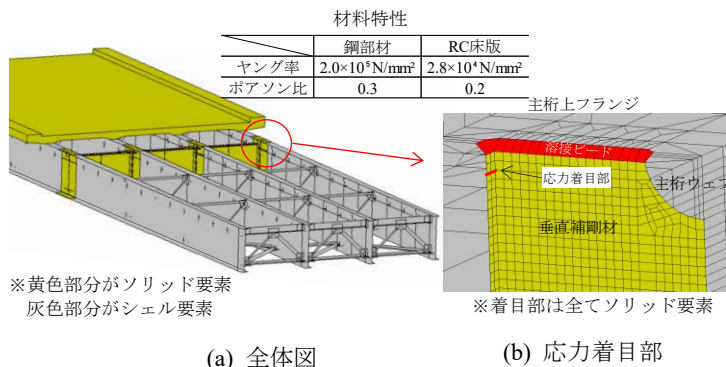 材料特性
鋼部材 RC床版
ヤング率 2.0×10⁵N/mm² 2.8×10⁴N/mm²
ポアソン比 0.3 0.2
主桁上フランジ
溶接ビード
応力着目部
主桁ウェブ
垂直補剛材
※黄色部分がソリッド要素
灰色部分がシェル要素
※着目部は全てソリッド要素
(a) 全体図
(b) 応力着目部